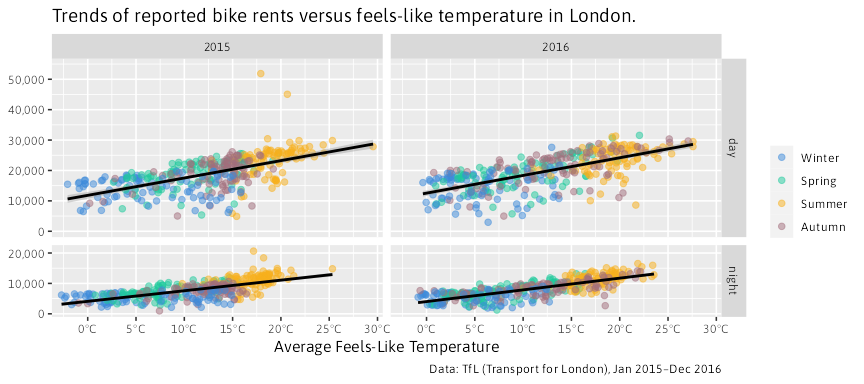 Trends of reported bike rents versus feels-like temperature in London.
2015
2016
50,000
40,000
30,000
20,000
10,000
0
day
20,000
10,000
0
night
0°C 5°C 10°C 15°C 20°C 25°C 30°C
0°C 5°C 10°C 15°C 20°C 25°C 30°C
Average Feels-Like Temperature
Winter
Spring
Summer
Autumn
Data: TfL (Transport for London), Jan 2015–Dec 2016